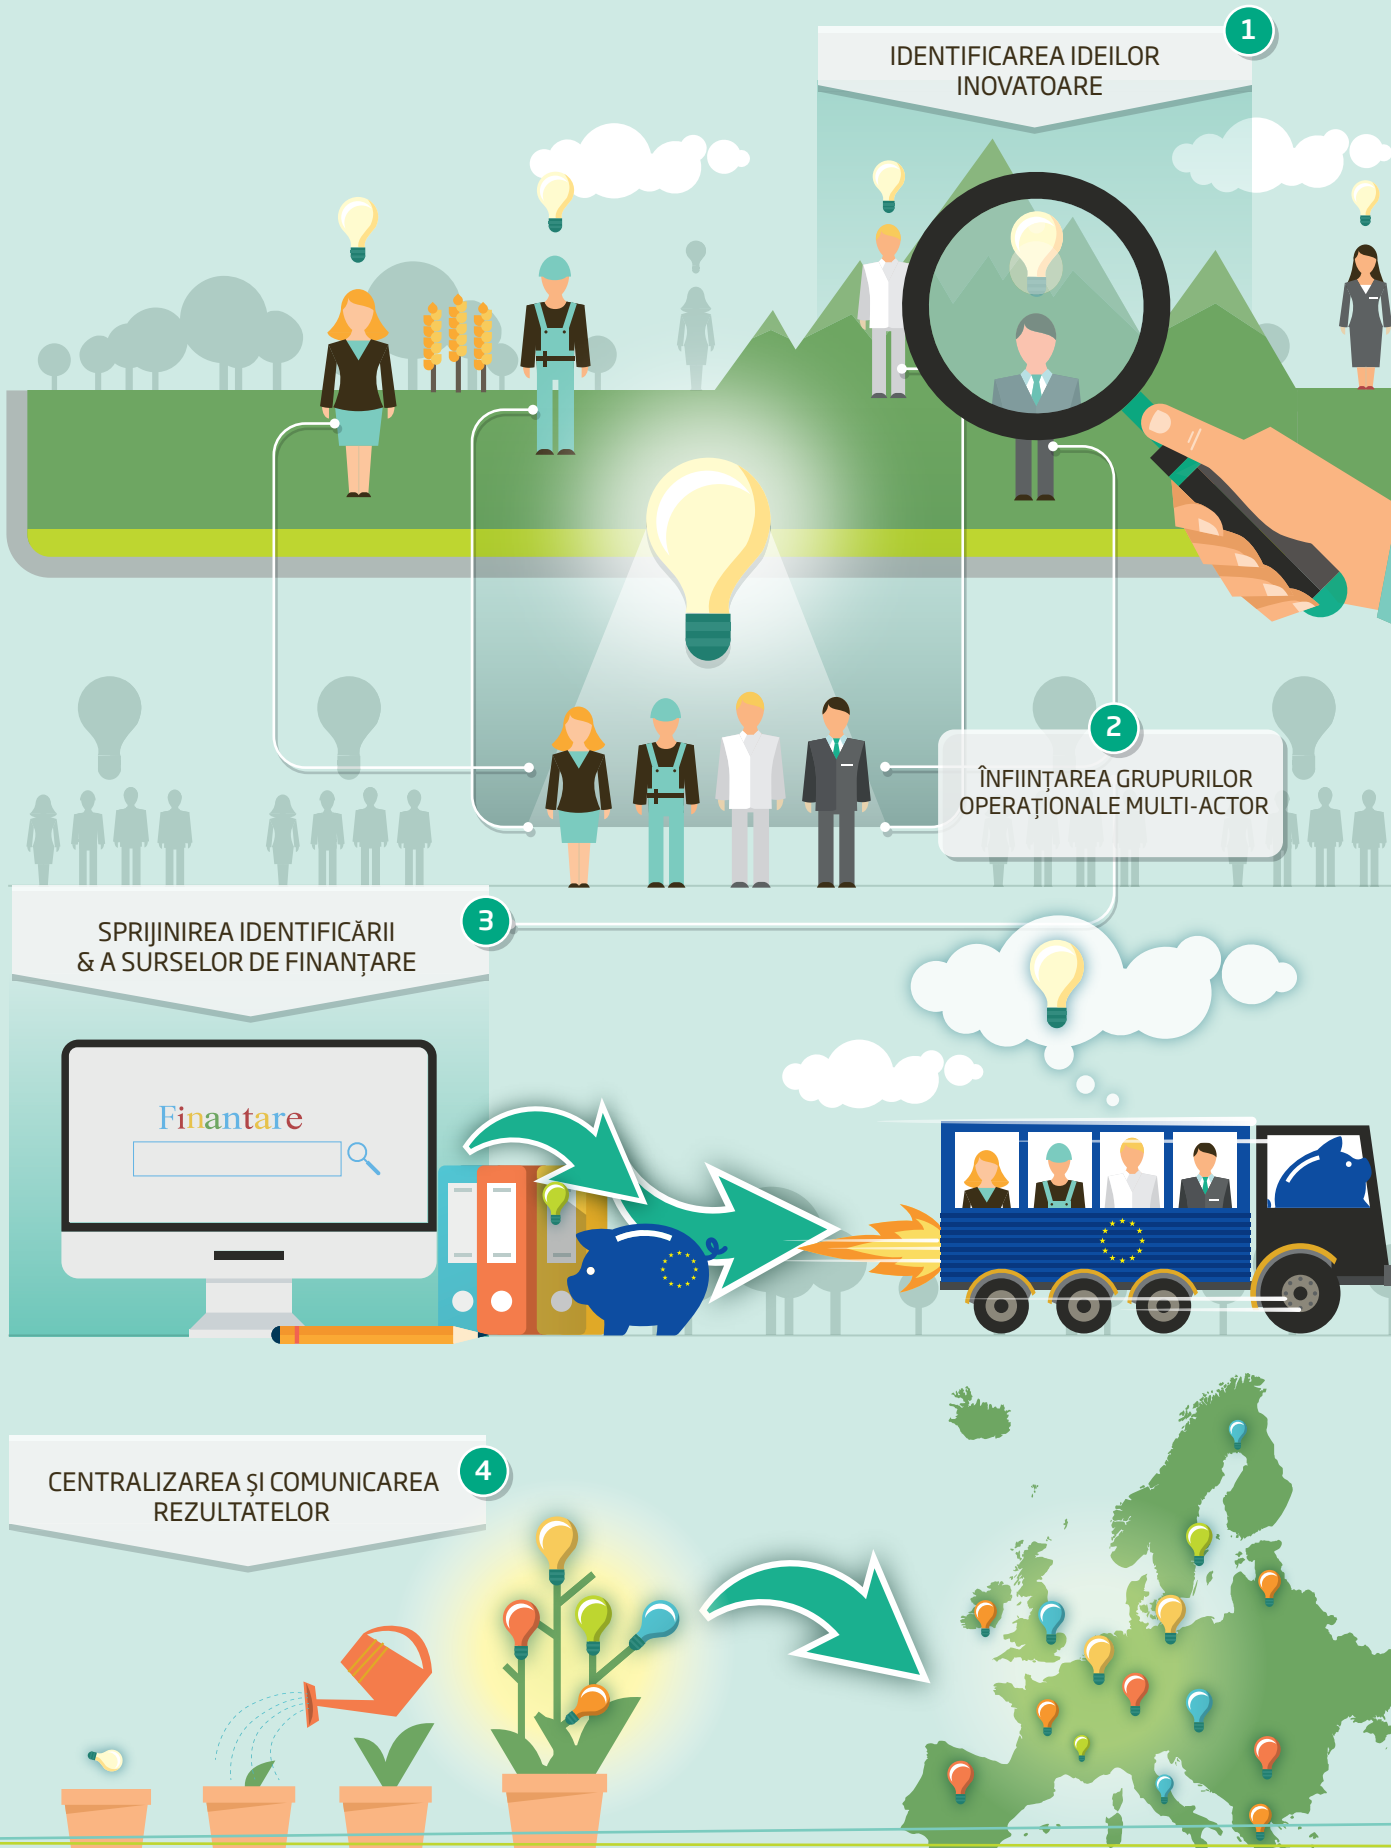 1
IDENTIFICAREA IDEILOR
INOVATOARE
2
ÎNFIINȚAREA GRUPURILOR
OPERAȚIONALE MULTI-ACTOR
3
SPRIJINIREA IDENTIFICĂRII
& A SURSELOR DE FINANȚARE
Finantare
4
CENTRALIZAREA ȘI COMUNICAREA
REZULTATELOR